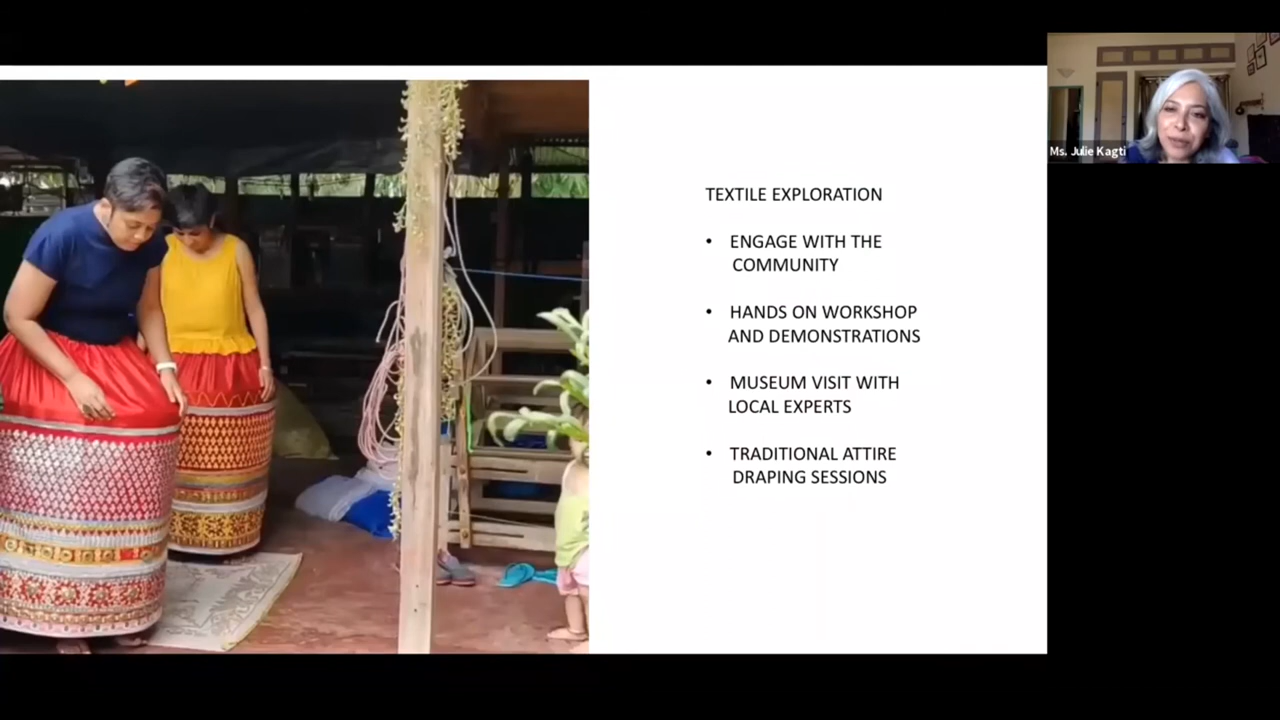 Ms. Julie Kagti
TEXTILE EXPLORATION
• ENGAGE WITH THE
COMMUNITY
• HANDS ON WORKSHOP
AND DEMONSTRATIONS
• MUSEUM VISIT WITH
LOCAL EXPERTS
• TRADITIONAL ATTIRE
DRAPING SESSIONS